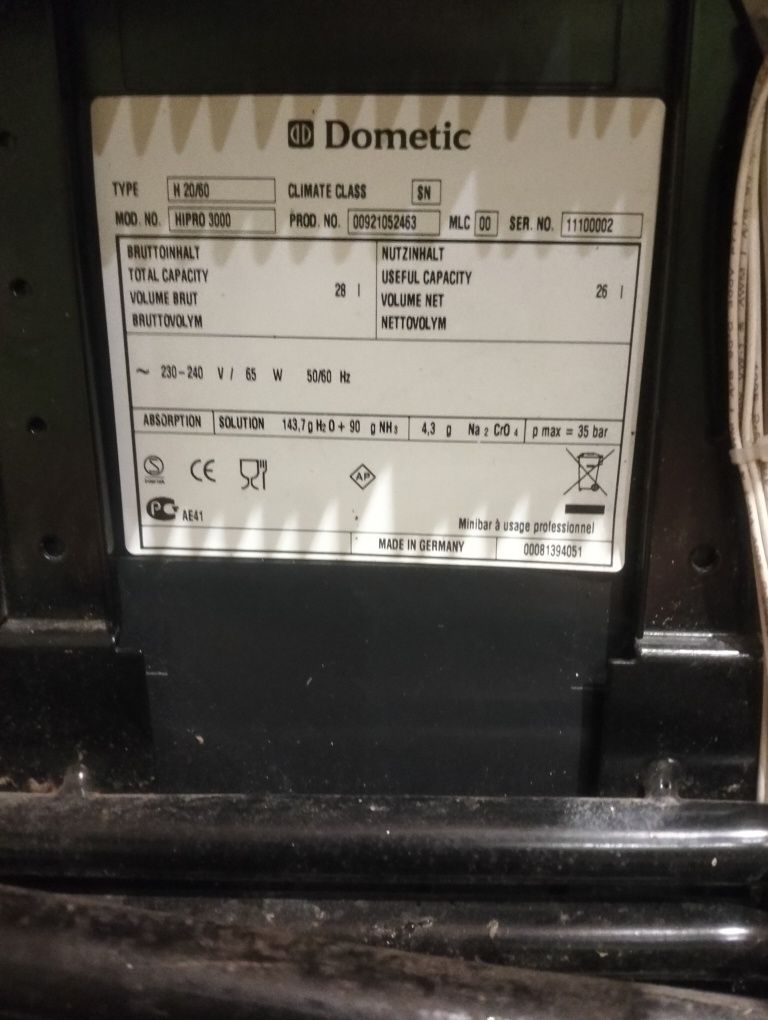 Dometic
TYPE H 20/60 CLIMATE CLASS SN
MOD. NO. HIPRO 3000 PROD. NO. 00921052463 MLC 00 SER. NO. 11100002
BRUTTOINHALT
TOTAL CAPACITY
VOLUME BRUT
BRUTTOVOLYM
28 l
NUTZINHALT
USEFUL CAPACITY
VOLUME NET
NETTOVOLYM
26 l
~ 230-240 V / 65 W 50/60 Hz
ABSORPTION SOLUTION 143,7 g H2O + 90 g NH3 4,3 g Na2CrO4 p max = 35 bar
S
CE
AP
PC AE41
Minibar à usage professionnel
MADE IN GERMANY 00081394051